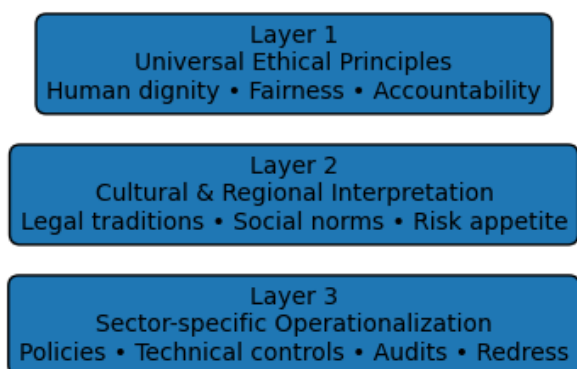 Layer 1
Universal Ethical Principles
Human dignity • Fairness • Accountability
Layer 2
Cultural & Regional Interpretation
Legal traditions • Social norms • Risk appetite
Layer 3
Sector-specific Operationalization
Policies • Technical controls • Audits • Redress